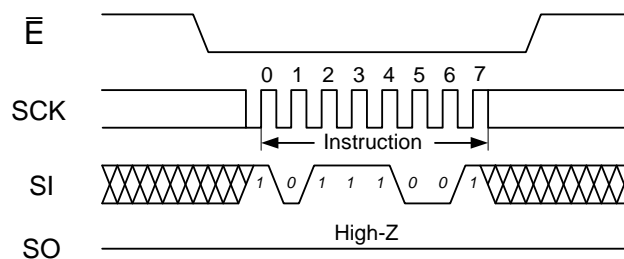 E̅
0 1 2 3 4 5 6 7
SCK
Instruction
SI
1 0 1 1 1 0 0 1
High-Z
SO